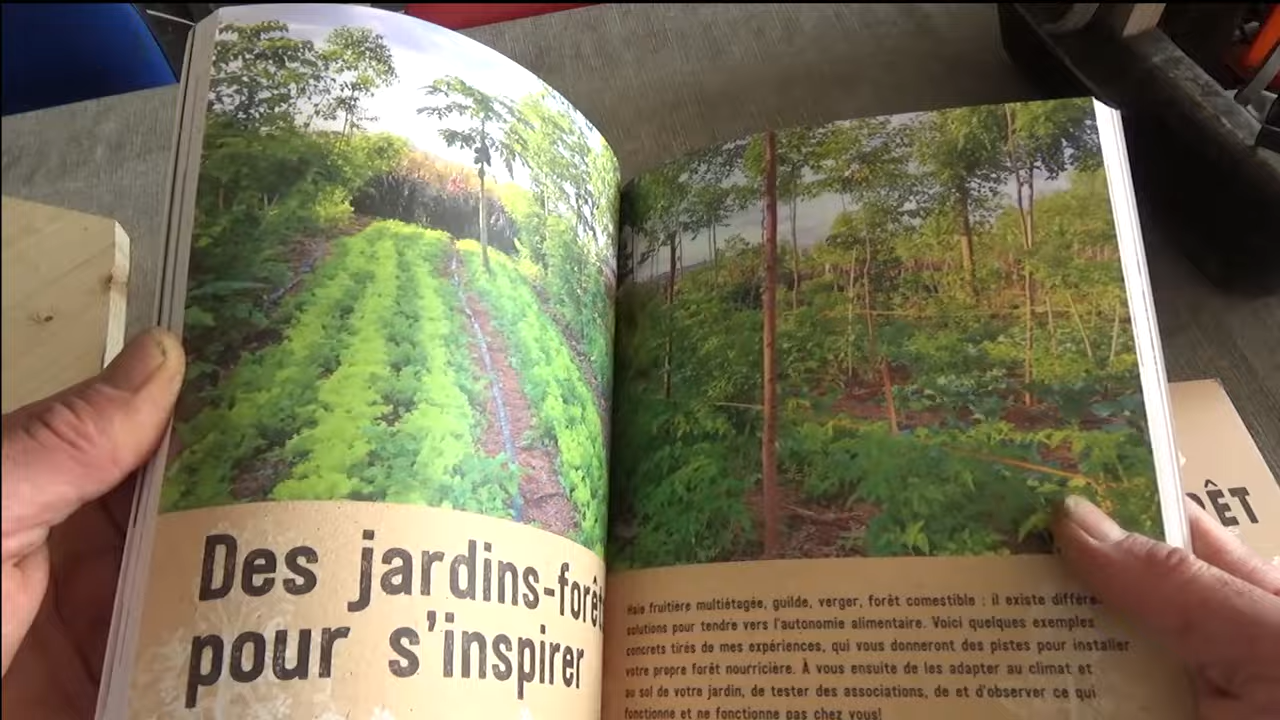 Des jardins-forê
pour s'inspirer
Haie fruitière multiétagée, guilde, verger, forêt comestible : il existe différe
solutions pour tendre vers l'autonomie alimentaire. Voici quelques exemples
concrets tirés de mes expériences, qui vous donneront des pistes pour installer
votre propre forêt nourricière. À vous ensuite de les adapter au climat et
au sol de votre jardin, de tester des associations, de et d'observer ce qui
fonctionne et ne fonctionne pas chez vous!
RÊT